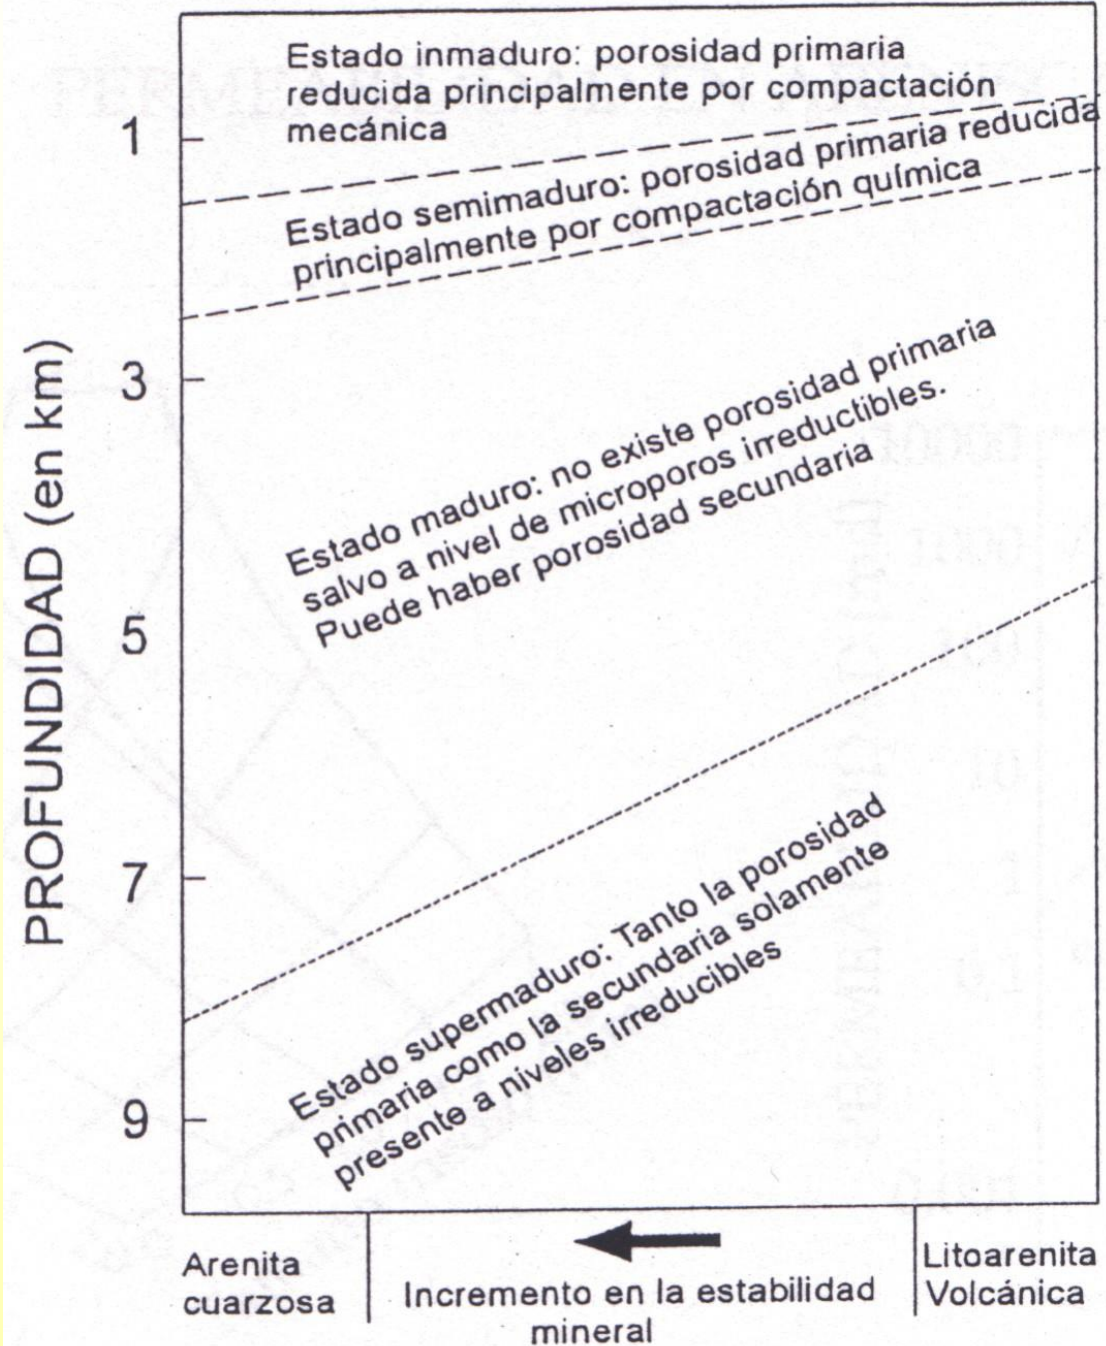 Estado inmaduro: porosidad primaria
reducida principalmente por compactación
mecánica
Estado semimaduro: porosidad primaria reducida
principalmente por compactación química
Estado maduro: no existe porosidad primaria
salvo a nivel de microporos irreductibles.
Puede haber porosidad secundaria
Estado supermaduro: Tanto la porosidad
primaria como la secundaria solamente
presente a niveles irreducibles
PROFUNDIDAD (en km)
1
3
5
7
9
Arenita
cuarzosa
Incremento en la estabilidad
mineral
Litoarenita
Volcánica